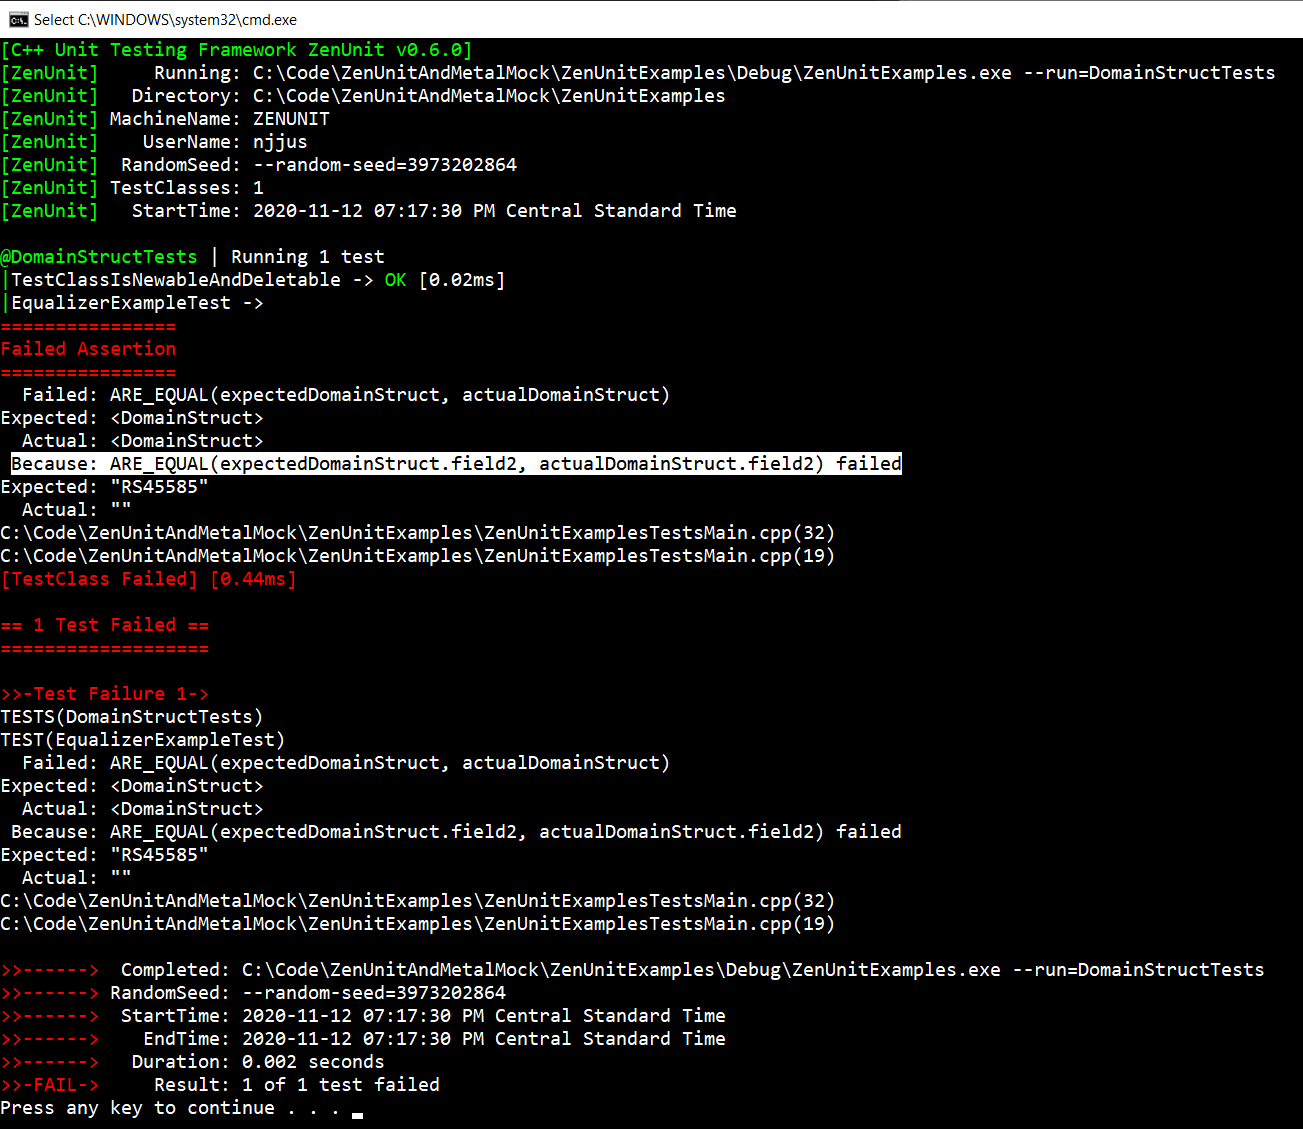 Select C:\WINDOWS\system32\cmd.exe
[C++ Unit Testing Framework ZenUnit v0.6.0]
[ZenUnit]     Running: C:\Code\ZenUnitAndMetalMock\ZenUnitExamples\Debug\ZenUnitExamples.exe --run=DomainStructTests
[ZenUnit]   Directory: C:\Code\ZenUnitAndMetalMock\ZenUnitExamples
[ZenUnit] MachineName: ZENUNIT
[ZenUnit]    UserName: njjus
[ZenUnit]  RandomSeed: --random-seed=3973202864
[ZenUnit] TestClasses: 1
[ZenUnit]   StartTime: 2020-11-12 07:17:30 PM Central Standard Time
@DomainStructTests | Running 1 test
|TestClassIsNewableAndDeletable -> OK [0.02ms]
|EqualizerExampleTest ->
================
Failed Assertion
================
  Failed: ARE_EQUAL(expectedDomainStruct, actualDomainStruct)
Expected: <DomainStruct>
  Actual: <DomainStruct>
 Because: ARE_EQUAL(expectedDomainStruct.field2, actualDomainStruct.field2) failed
Expected: "RS45585"
  Actual: ""
C:\Code\ZenUnitAndMetalMock\ZenUnitExamples\ZenUnitExamplesTestsMain.cpp(32)
C:\Code\ZenUnitAndMetalMock\ZenUnitExamples\ZenUnitExamplesTestsMain.cpp(19)
[TestClass Failed] [0.44ms]
== 1 Test Failed ==
===================
>>-Test Failure 1->
TESTS(DomainStructTests)
TEST(EqualizerExampleTest)
  Failed: ARE_EQUAL(expectedDomainStruct, actualDomainStruct)
Expected: <DomainStruct>
  Actual: <DomainStruct>
 Because: ARE_EQUAL(expectedDomainStruct.field2, actualDomainStruct.field2) failed
Expected: "RS45585"
  Actual: ""
C:\Code\ZenUnitAndMetalMock\ZenUnitExamples\ZenUnitExamplesTestsMain.cpp(32)
C:\Code\ZenUnitAndMetalMock\ZenUnitExamples\ZenUnitExamplesTestsMain.cpp(19)
>>------>  Completed: C:\Code\ZenUnitAndMetalMock\ZenUnitExamples\Debug\ZenUnitExamples.exe --run=DomainStructTests
>>------> RandomSeed: --random-seed=3973202864
>>------>  StartTime: 2020-11-12 07:17:30 PM Central Standard Time
>>------>    EndTime: 2020-11-12 07:17:30 PM Central Standard Time
>>------>   Duration: 0.002 seconds
>>-FAIL->     Result: 1 of 1 test failed
Press any key to continue . . . _